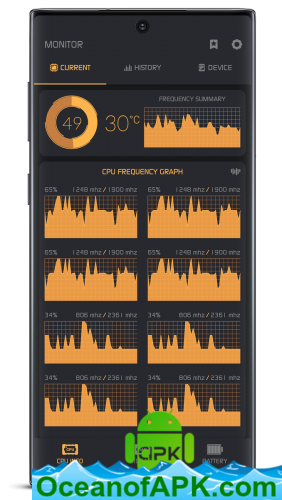 MONITOR
CURRENT HISTORY DEVICE
FREQUENCY SUMMARY
49 30°C
CPU FREQUENCY GRAPH
65% 1248 mhz / 1900 mhz 65% 1248 mhz / 1900 mhz
65% 1248 mhz / 1900 mhz 65% 1248 mhz / 1900 mhz
34% 806 mhz / 2361 mhz 34% 806 mhz / 2361 mhz
34% 806 mhz / 2361 mhz 34% 806 mhz / 2361 mhz
APK
BATTERY
OceanofAPK.com